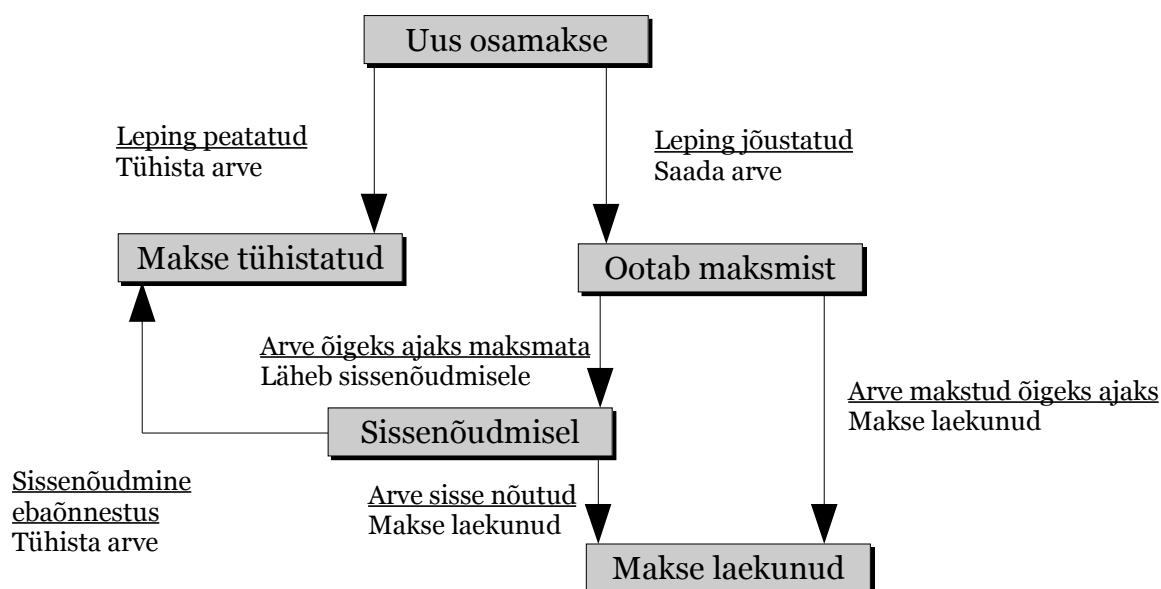 Uus osamakse
Leping peatatud
Tühista arve
Leping jõustatud
Saada arve
Makse tühistatud
Ootab maksmist
Arve õigeks ajaks maksmata
Läheb sissenõudmisele
Arve makstud õigeks ajaks
Makse laekunud
Sissenõudmisel
Sissenõudmine
ebaõnnestus
Tühista arve
Arve sisse nõutud
Makse laekunud
Makse laekunud